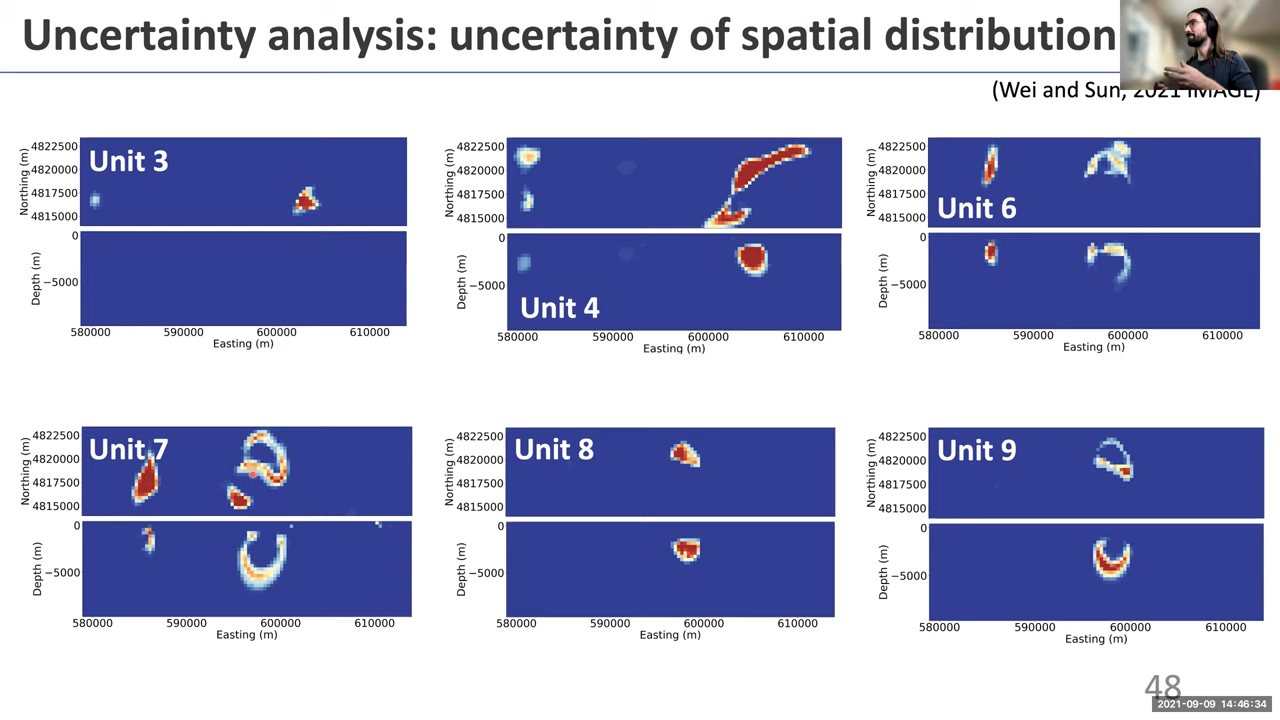 Uncertainty analysis: uncertainty of spatial distribution
(Wei and Sun, 2021 IMAGE)
Unit 3
Northing (m)
4822500
4820000
4817500
4815000
Depth (m)
0
−5000
580000 590000 600000 610000
Easting (m)
Northing (m)
4822500
4820000
4817500
4815000
Depth (m)
0
−5000
Unit 4
580000 590000 600000 610000
Easting (m)
Northing (m)
4822500
4820000
4817500
4815000
Unit 6
Depth (m)
0
−5000
580000 590000 600000 610000
Easting (m)
Unit 7
Northing (m)
4822500
4820000
4817500
4815000
Depth (m)
0
−5000
580000 590000 600000 610000
Easting (m)
Unit 8
Northing (m)
4822500
4820000
4817500
4815000
Depth (m)
0
−5000
580000 590000 600000 610000
Easting (m)
Unit 9
Northing (m)
4822500
4820000
4817500
4815000
Depth (m)
0
−5000
580000 590000 600000 610000
Easting (m)
48
2021-09-09 14:46:34